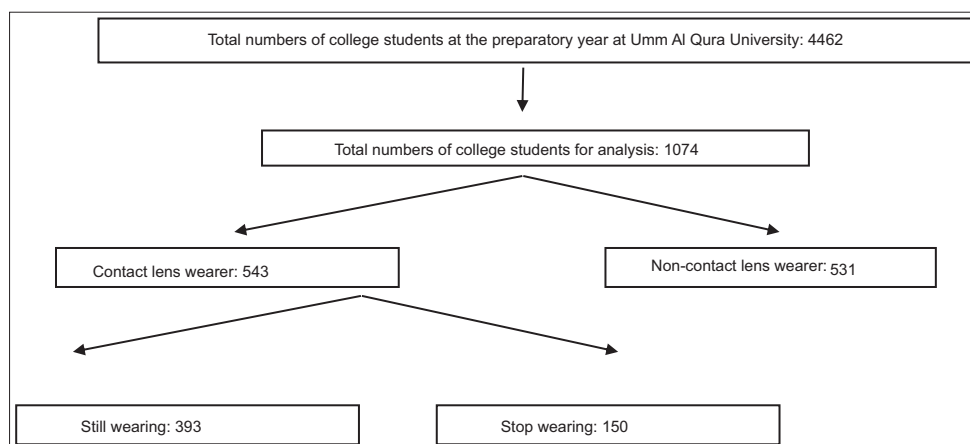 Total numbers of college students at the preparatory year at Umm Al Qura University: 4462
Total numbers of college students for analysis: 1074
Contact lens wearer: 543
Non-contact lens wearer: 531
Still wearing: 393
Stop wearing: 150